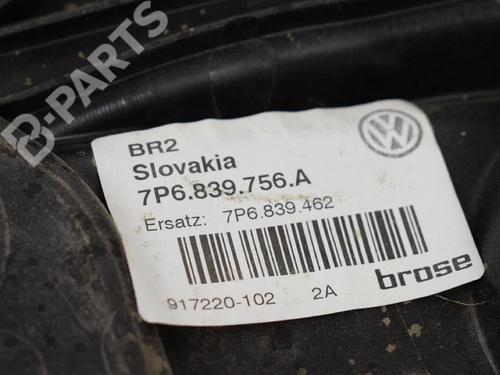 B-PARTS
BR2
Slovakia
7P6.839.756.A
Ersatz: 7P6.839.462
917220-102 2A
brose